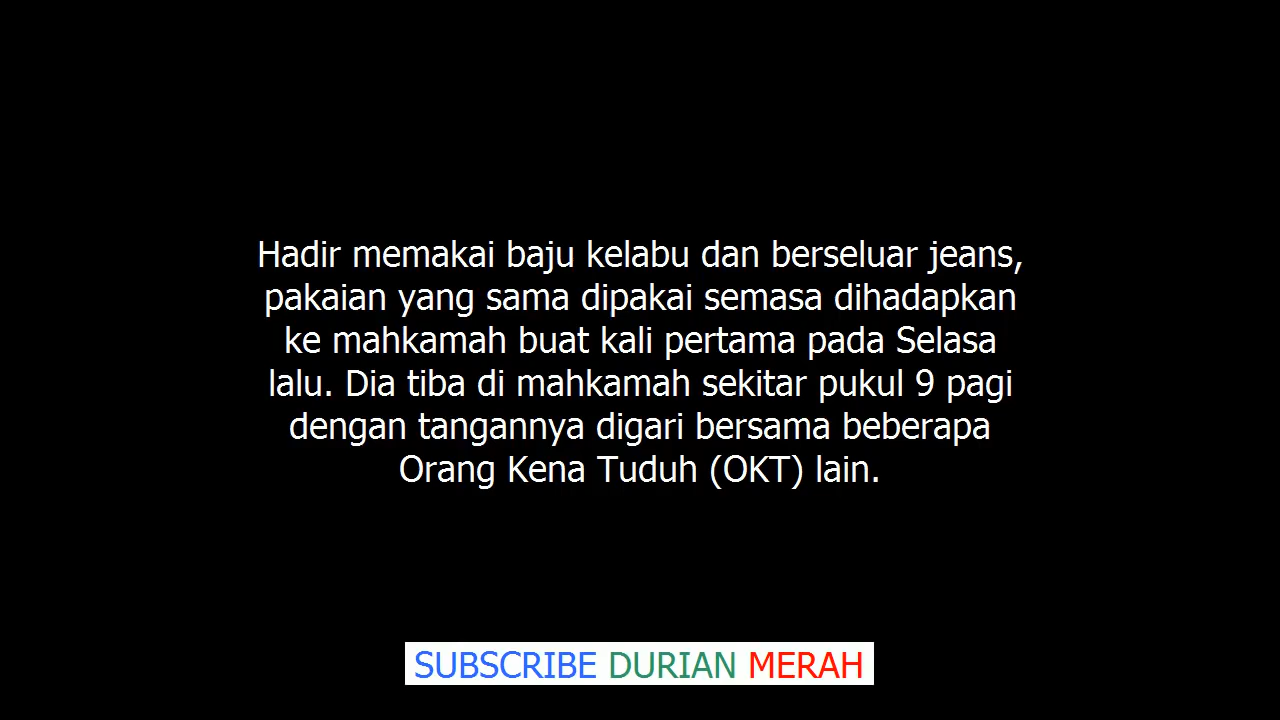 Hadir memakai baju kelabu dan berseluar jeans,
pakaian yang sama dipakai semasa dihadapkan
ke mahkamah buat kali pertama pada Selasa
lalu. Dia tiba di mahkamah sekitar pukul 9 pagi
dengan tangannya digari bersama beberapa
Orang Kena Tuduh (OKT) lain.
SUBSCRIBE DURIAN MERAH